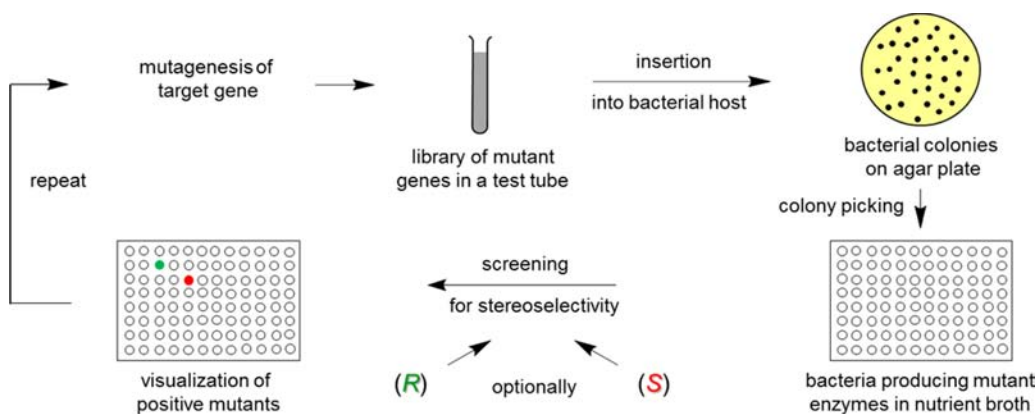 mutagenesis of
target gene
library of mutant
genes in a test tube
insertion
into bacterial host
bacterial colonies
on agar plate
colony picking
repeat
screening
for stereoselectivity
(R)
optionally
(S)
visualization of
positive mutants
bacteria producing mutant
enzymes in nutrient broth